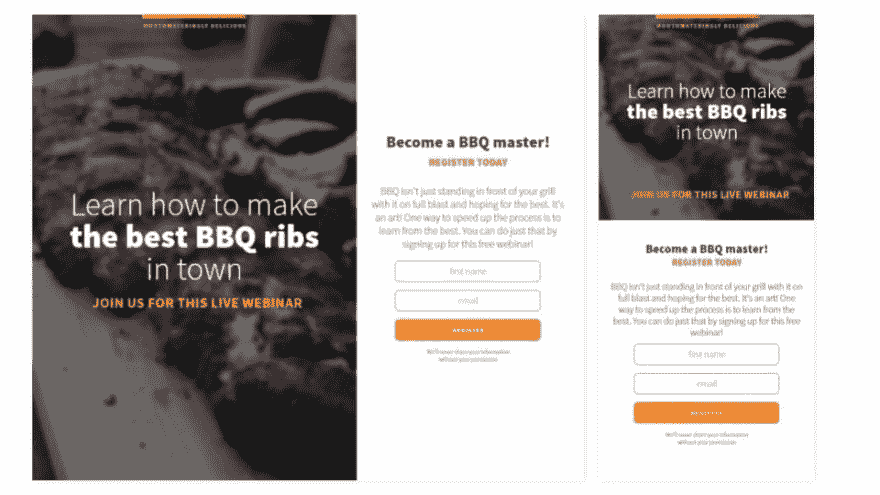 MOUTHWATERINGLY DELICIOUS
Learn how to make
the best BBQ ribs
in town
JOIN US FOR THIS LIVE WEBINAR
Become a BBQ master!
REGISTER TODAY
BBQ isn't just standing in front of your grill
with it on full blast and hoping for the best. It's
an art! One way to speed up the process is to
learn from the best. You can do just that by
signing up for this free webinar!
first name
email
REGISTER
We'll never share your information
without your permission
MOUTHWATERINGLY DELICIOUS
Learn how to make
the best BBQ ribs
in town
JOIN US FOR THIS LIVE WEBINAR
Become a BBQ master!
REGISTER TODAY
BBQ isn't just standing in front of your grill with it on
full blast and hoping for the best. It's an art! One
way to speed up the process is to learn from the
best. You can do just that by signing up for this free
webinar!
first name
email
REGISTER
We'll never share your information
without your permission